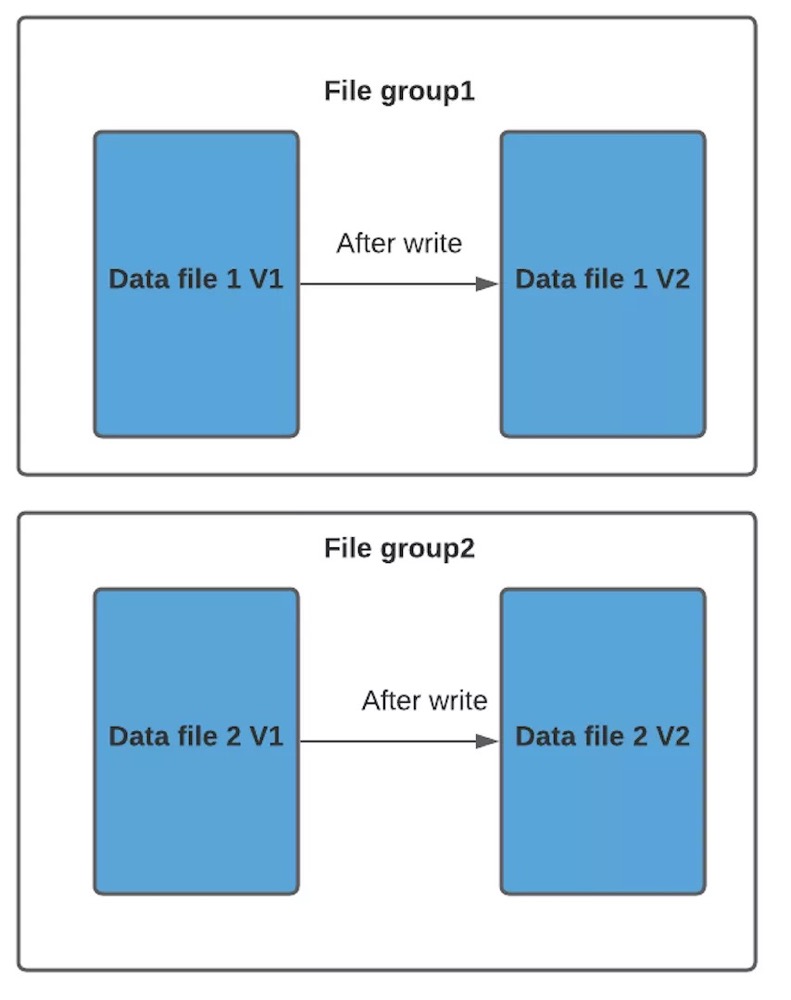 File group1
After write
Data file 1 V1
Data file 1 V2
File group2
After write
Data file 2 V1
Data file 2 V2